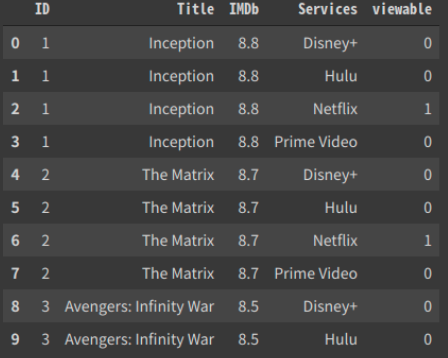 ID Title IMDb Services viewable
0 1 Inception 8.8 Disney+ 0
1 1 Inception 8.8 Hulu 0
2 1 Inception 8.8 Netflix 1
3 1 Inception 8.8 Prime Video 0
4 2 The Matrix 8.7 Disney+ 0
5 2 The Matrix 8.7 Hulu 0
6 2 The Matrix 8.7 Netflix 1
7 2 The Matrix 8.7 Prime Video 0
8 3 Avengers: Infinity War 8.5 Disney+ 0
9 3 Avengers: Infinity War 8.5 Hulu 0